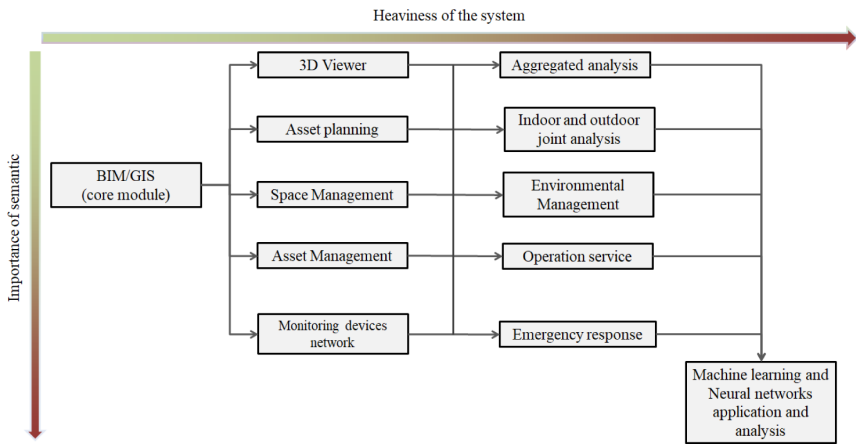 Heaviness of the system
Importance of semantic
BIM/GIS
(core module)
3D Viewer
Asset planning
Space Management
Asset Management
Monitoring devices
network
Aggregated analysis
Indoor and outdoor
joint analysis
Environmental
Management
Operation service
Emergency response
Machine learning and
Neural networks
application and
analysis